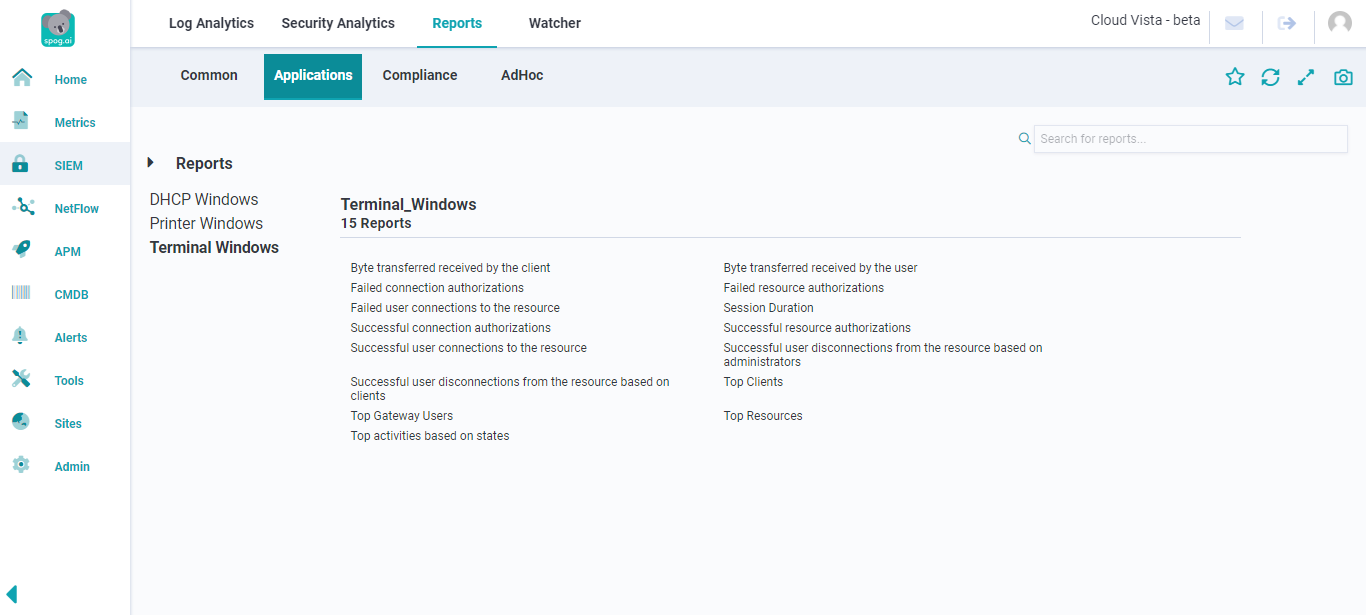 spog.ai
Log Analytics
Security Analytics
Reports
Watcher
Cloud Vista - beta
Home
Metrics
SIEM
NetFlow
APM
CMDB
Alerts
Tools
Sites
Admin
Common
Applications
Compliance
AdHoc
Search for reports...
Reports
DHCP Windows
Printer Windows
Terminal Windows
Terminal_Windows
15 Reports
Byte transferred received by the client
Byte transferred received by the user
Failed connection authorizations
Failed resource authorizations
Failed user connections to the resource
Session Duration
Successful connection authorizations
Successful resource authorizations
Successful user connections to the resource
Successful user disconnections from the resource based on
administrators
Successful user disconnections from the resource based on
clients
Top Clients
Top Gateway Users
Top Resources
Top activities based on states